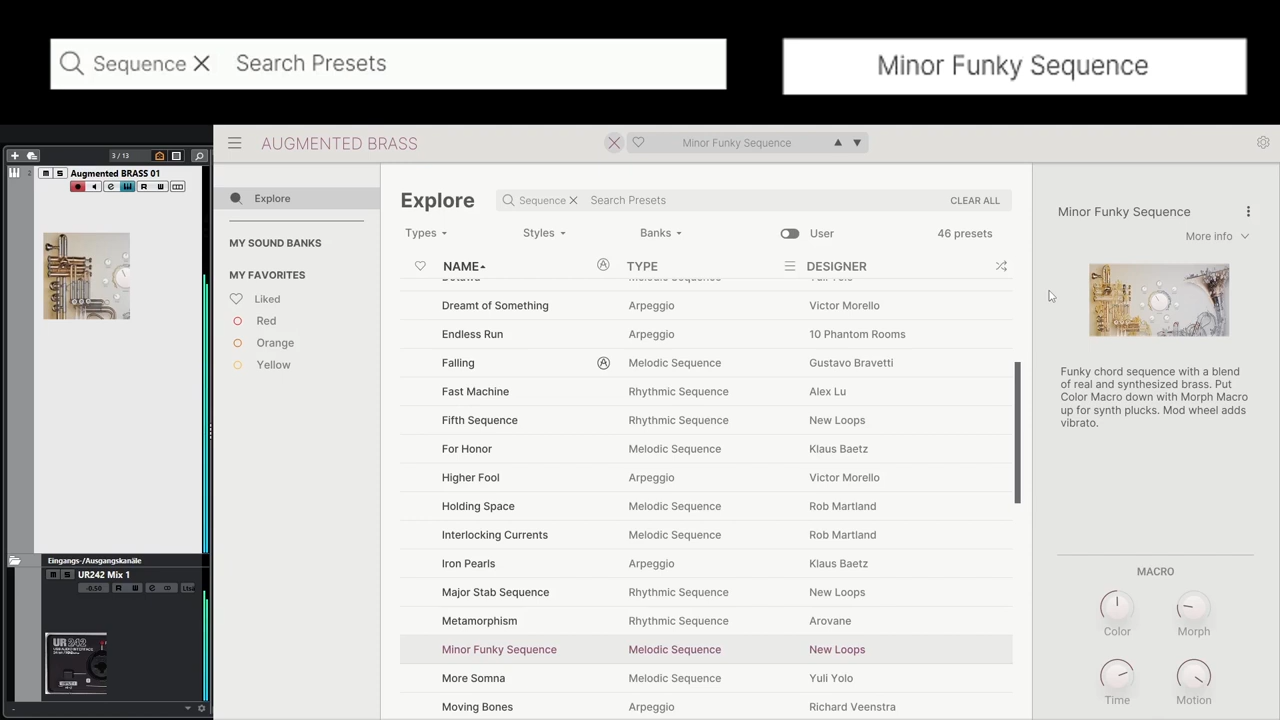 Sequence Search Presets
Minor Funky Sequence
AUGMENTED BRASS
Minor Funky Sequence
3 / 13
2 M S Augmented BRASS 01
R W
Eingangs-/Ausgangskanäle
M S UR242 Mix 1
-0.58 R W
UR242
Explore
MY SOUND BANKS
MY FAVORITES
Liked
Red
Orange
Yellow
Explore
Sequence Search Presets CLEAR ALL
Types Styles Banks User 46 presets
NAME TYPE DESIGNER
Dreamt of Something Arpeggio Victor Morello
Endless Run Arpeggio 10 Phantom Rooms
Falling Melodic Sequence Gustavo Bravetti
Fast Machine Rhythmic Sequence Alex Lu
Fifth Sequence Rhythmic Sequence New Loops
For Honor Melodic Sequence Klaus Baetz
Higher Fool Arpeggio Victor Morello
Holding Space Melodic Sequence Rob Martland
Interlocking Currents Melodic Sequence Rob Martland
Iron Pearls Arpeggio Klaus Baetz
Major Stab Sequence Rhythmic Sequence New Loops
Metamorphism Rhythmic Sequence Arovane
Minor Funky Sequence Melodic Sequence New Loops
More Somna Melodic Sequence Yuli Yolo
Moving Bones Arpeggio Richard Veenstra
Minor Funky Sequence
More info
Funky chord sequence with a blend
of real and synthesized brass. Put
Color Macro down with Morph Macro
up for synth plucks. Mod wheel adds
vibrato.
MACRO
Color Morph
Time Motion